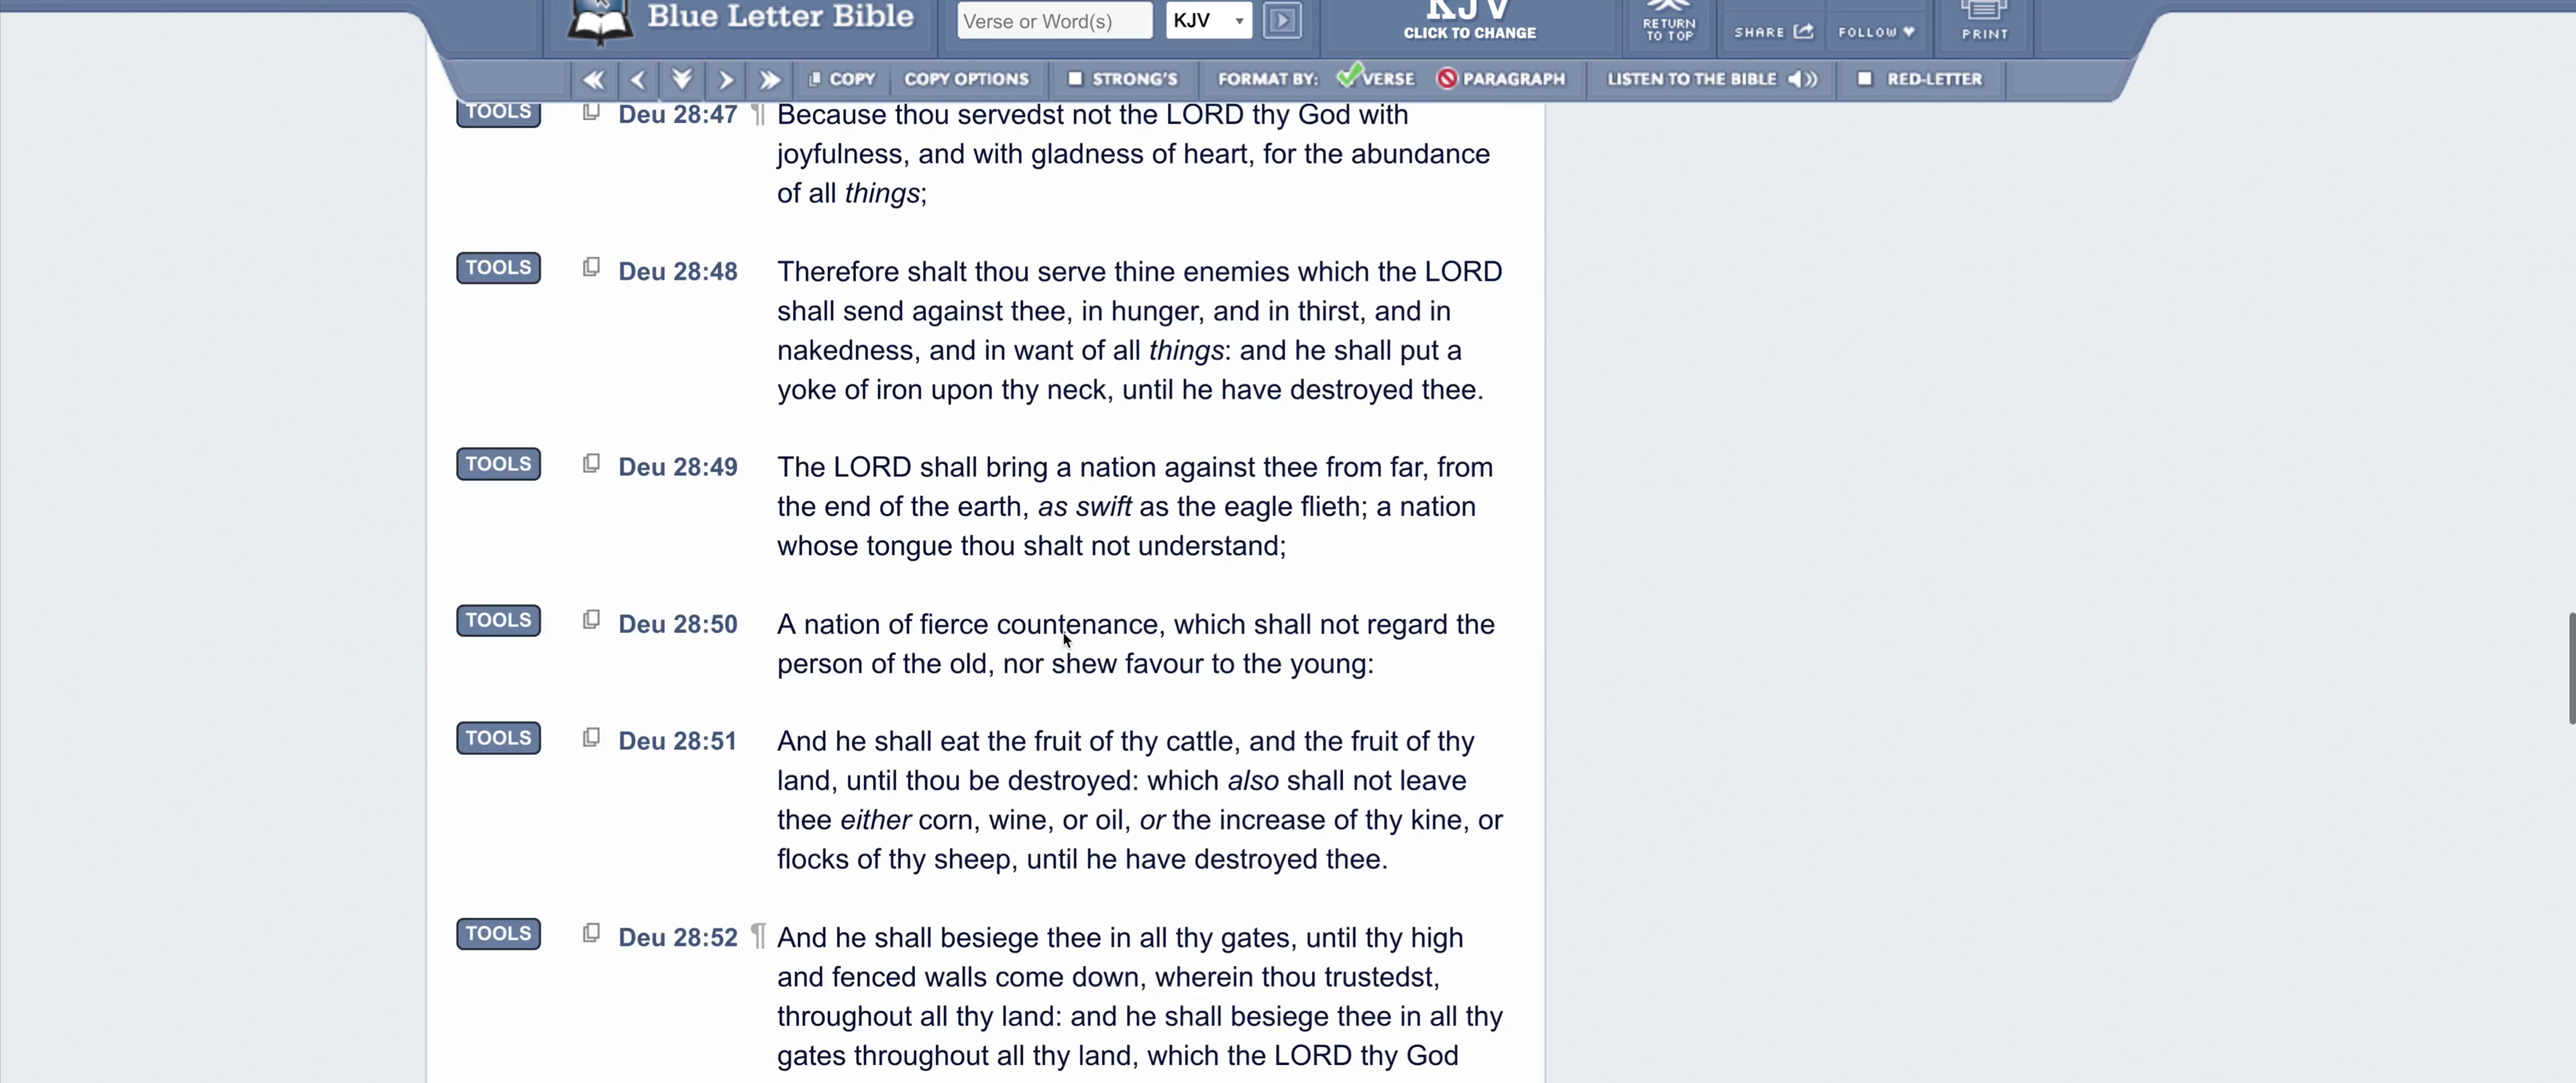 Blue Letter Bible
Verse or Word(s)
KJV
KJV
CLICK TO CHANGE
RETURN
TO TOP
SHARE
FOLLOW
PRINT
COPY
COPY OPTIONS
STRONG'S
FORMAT BY:
VERSE
PARAGRAPH
LISTEN TO THE BIBLE
RED-LETTER
TOOLS Deu 28:47 ¶ Because thou servedst not the LORD thy God with
joyfulness, and with gladness of heart, for the abundance
of all things;
TOOLS Deu 28:48 Therefore shalt thou serve thine enemies which the LORD
shall send against thee, in hunger, and in thirst, and in
nakedness, and in want of all things: and he shall put a
yoke of iron upon thy neck, until he have destroyed thee.
TOOLS Deu 28:49 The LORD shall bring a nation against thee from far, from
the end of the earth, as swift as the eagle flieth; a nation
whose tongue thou shalt not understand;
TOOLS Deu 28:50 A nation of fierce countenance, which shall not regard the
person of the old, nor shew favour to the young:
TOOLS Deu 28:51 And he shall eat the fruit of thy cattle, and the fruit of thy
land, until thou be destroyed: which also shall not leave
thee either corn, wine, or oil, or the increase of thy kine, or
flocks of thy sheep, until he have destroyed thee.
TOOLS Deu 28:52 ¶ And he shall besiege thee in all thy gates, until thy high
and fenced walls come down, wherein thou trustedst,
throughout all thy land: and he shall besiege thee in all thy
gates throughout all thy land, which the LORD thy God